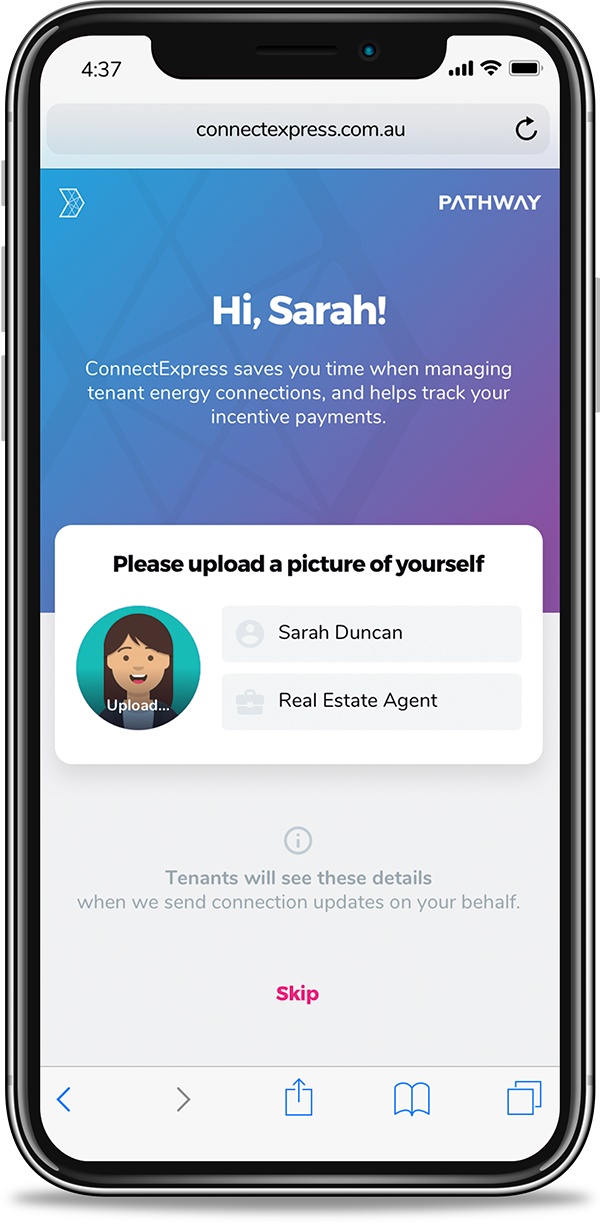 4:37
connectexpress.com.au
PATHWAY
Hi, Sarah!
ConnectExpress saves you time when managing
tenant energy connections, and helps track your
incentive payments.
Please upload a picture of yourself
Upload...
Sarah Duncan
Real Estate Agent
Tenants will see these details
when we send connection updates on your behalf.
Skip